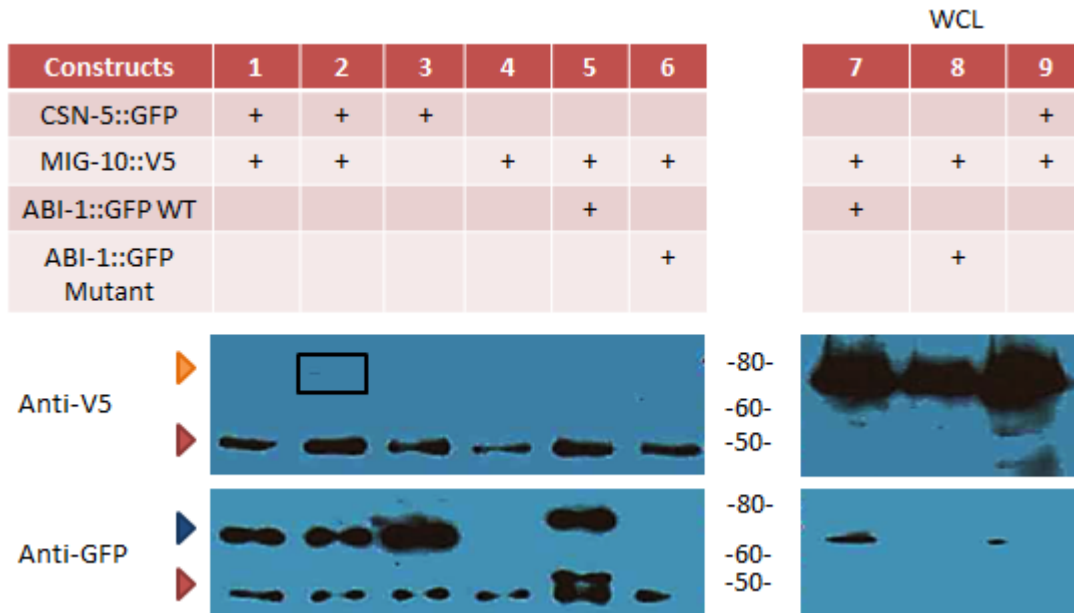 WCL
Constructs 1 2 3 4 5 6 7 8 9
CSN-5::GFP + + + +
MIG-10::V5 + + + + + + + +
ABI-1::GFP WT + +
ABI-1::GFP
Mutant + +
Anti-V5
-80-
-60-
-50-
Anti-GFP
-80-
-60-
-50-